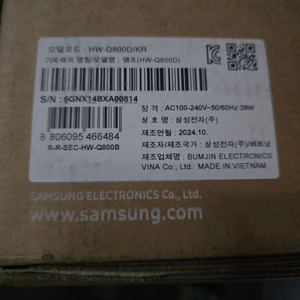 모델코드 : HW-Q800D/KR
기자재의 명칭/모델명 : 앰프(HW-Q800D)
S/N : 6GNX14BXA00814
정 격 : AC100-240V~50/60Hz 39W
상 호 명 : 삼성전자(주)
8 806095 466484
제조연월 : 2024.10.
R-R-SEC-HW-Q800B
제조자/제조국가 : 삼성전자(주)/베트남
제조업체명 : BUMJIN ELECTRONICS
VINA Co., Ltd. MADE IN VIETNAM
SAMSUNG ELECTRONICS Co., Ltd.
www.samsung.com